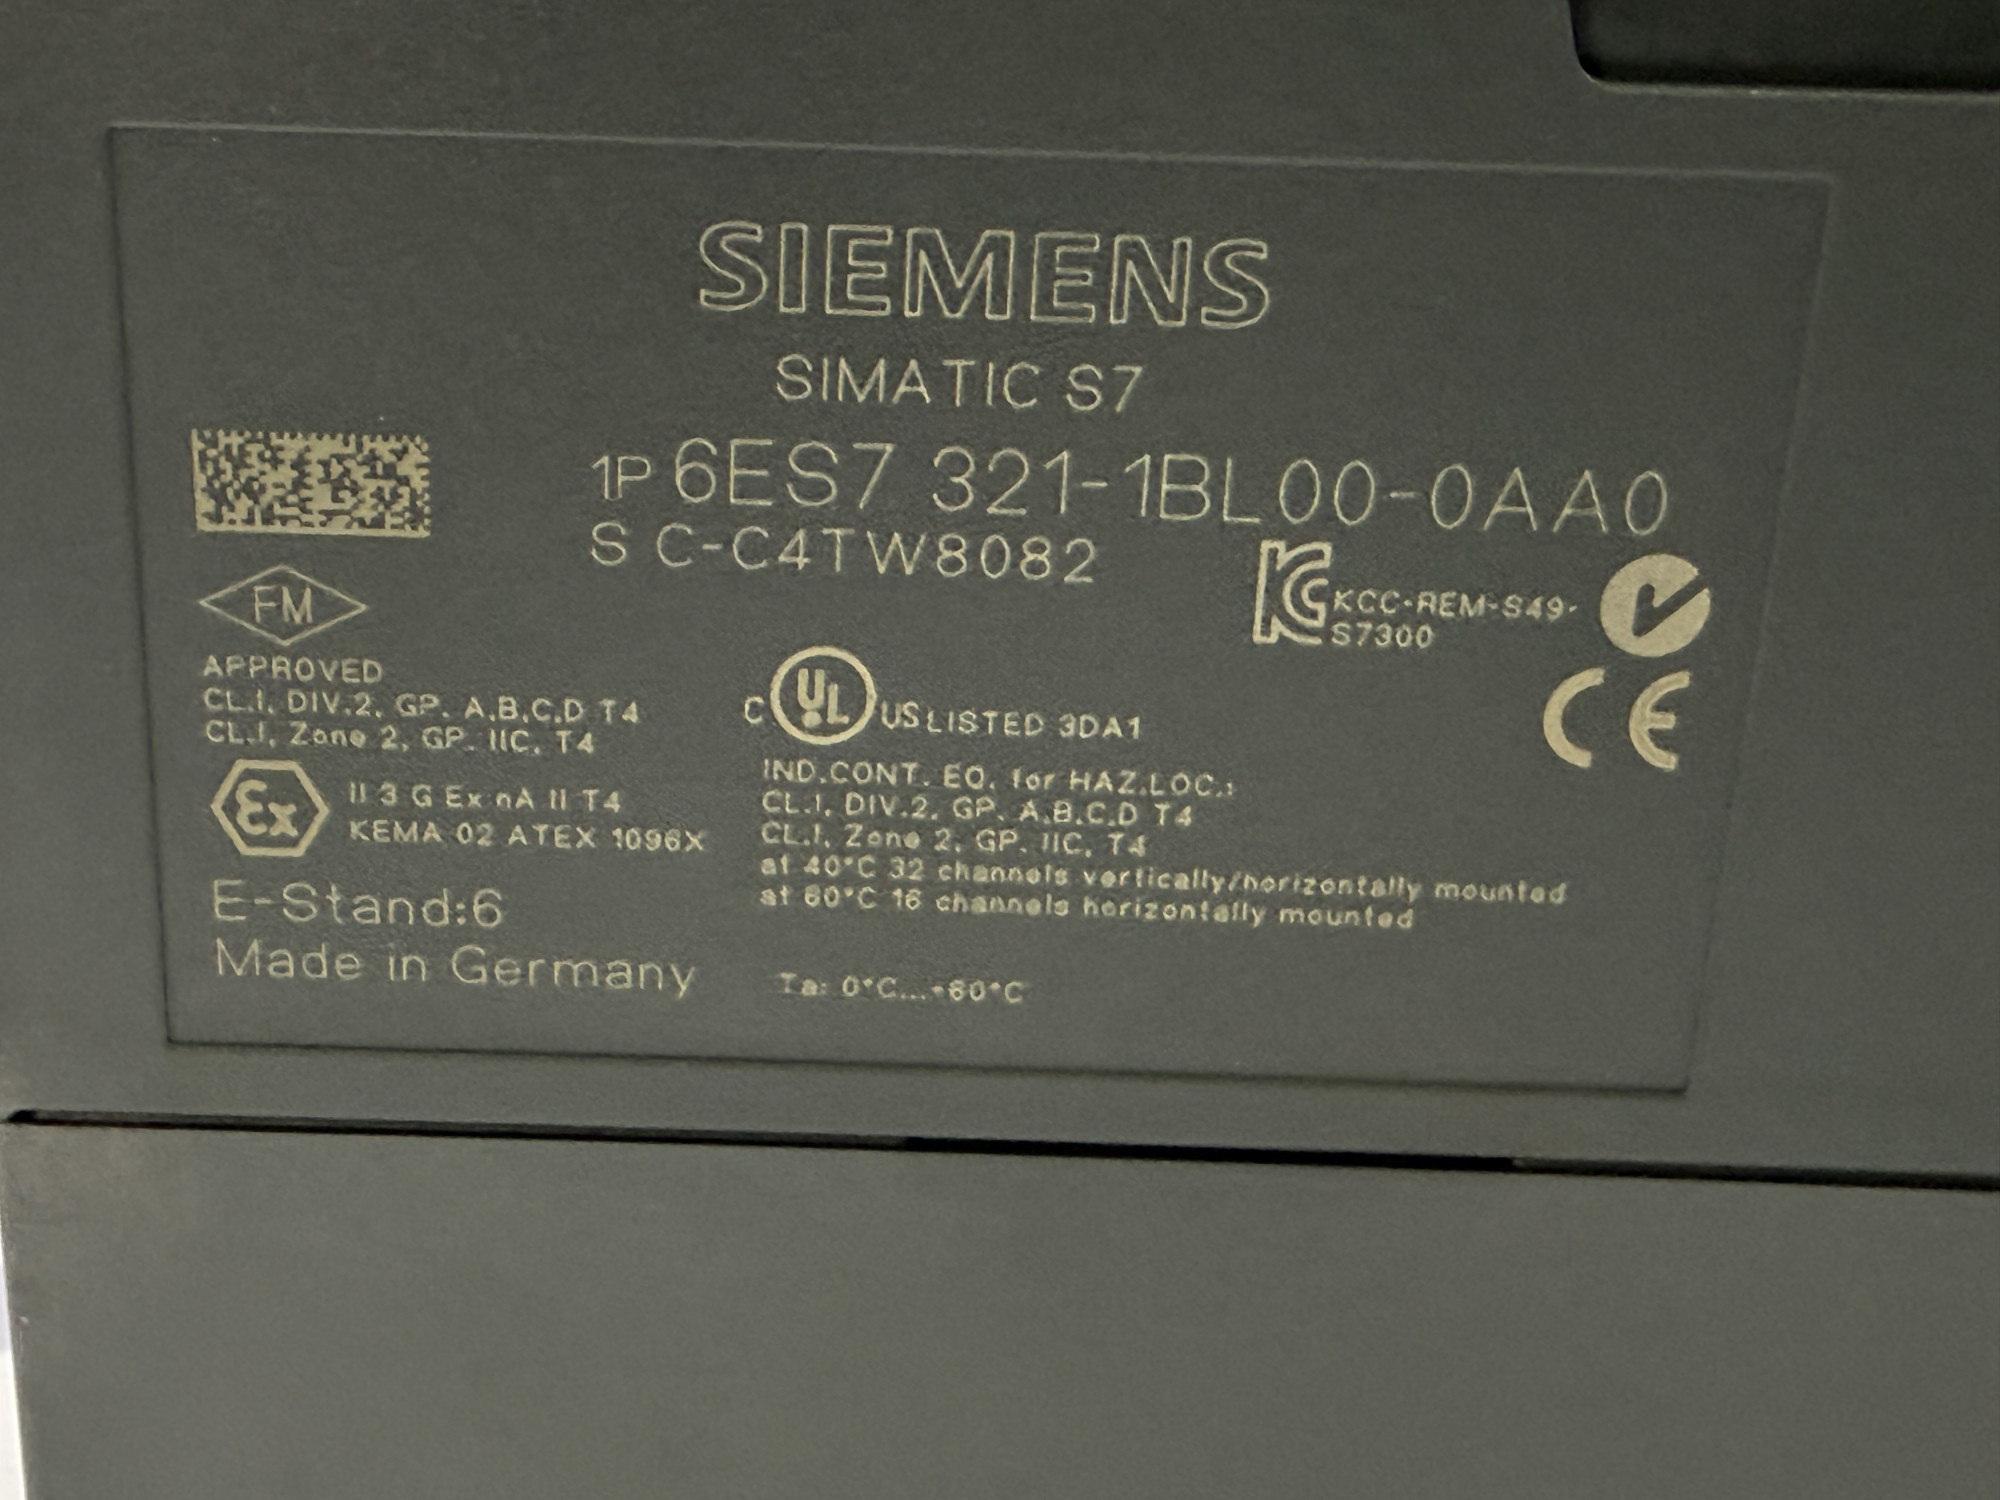 SIEMENS
SIMATIC S7
1P 6ES7 321-1BL00-0AA0
S C-C4TW8082
KCC-REM-S49-
S7300
FM
APPROVED
CL.I, DIV.2, GP. A,B,C,D T4
CL.I, Zone 2, GP. IIC, T4
Ex
II 3 G Ex nA II T4
KEMA 02 ATEX 1096X
E-Stand:6
Made in Germany
C UL US LISTED 3DA1
IND.CONT. EQ. for HAZ.LOC.:
CL.I, DIV.2, GP. A,B,C,D T4
CL.I, Zone 2, GP. IIC, T4
at 40°C 32 channels vertically/horizontally mounted
at 60°C 16 channels horizontally mounted
Ta: 0°C...+60°C
CE